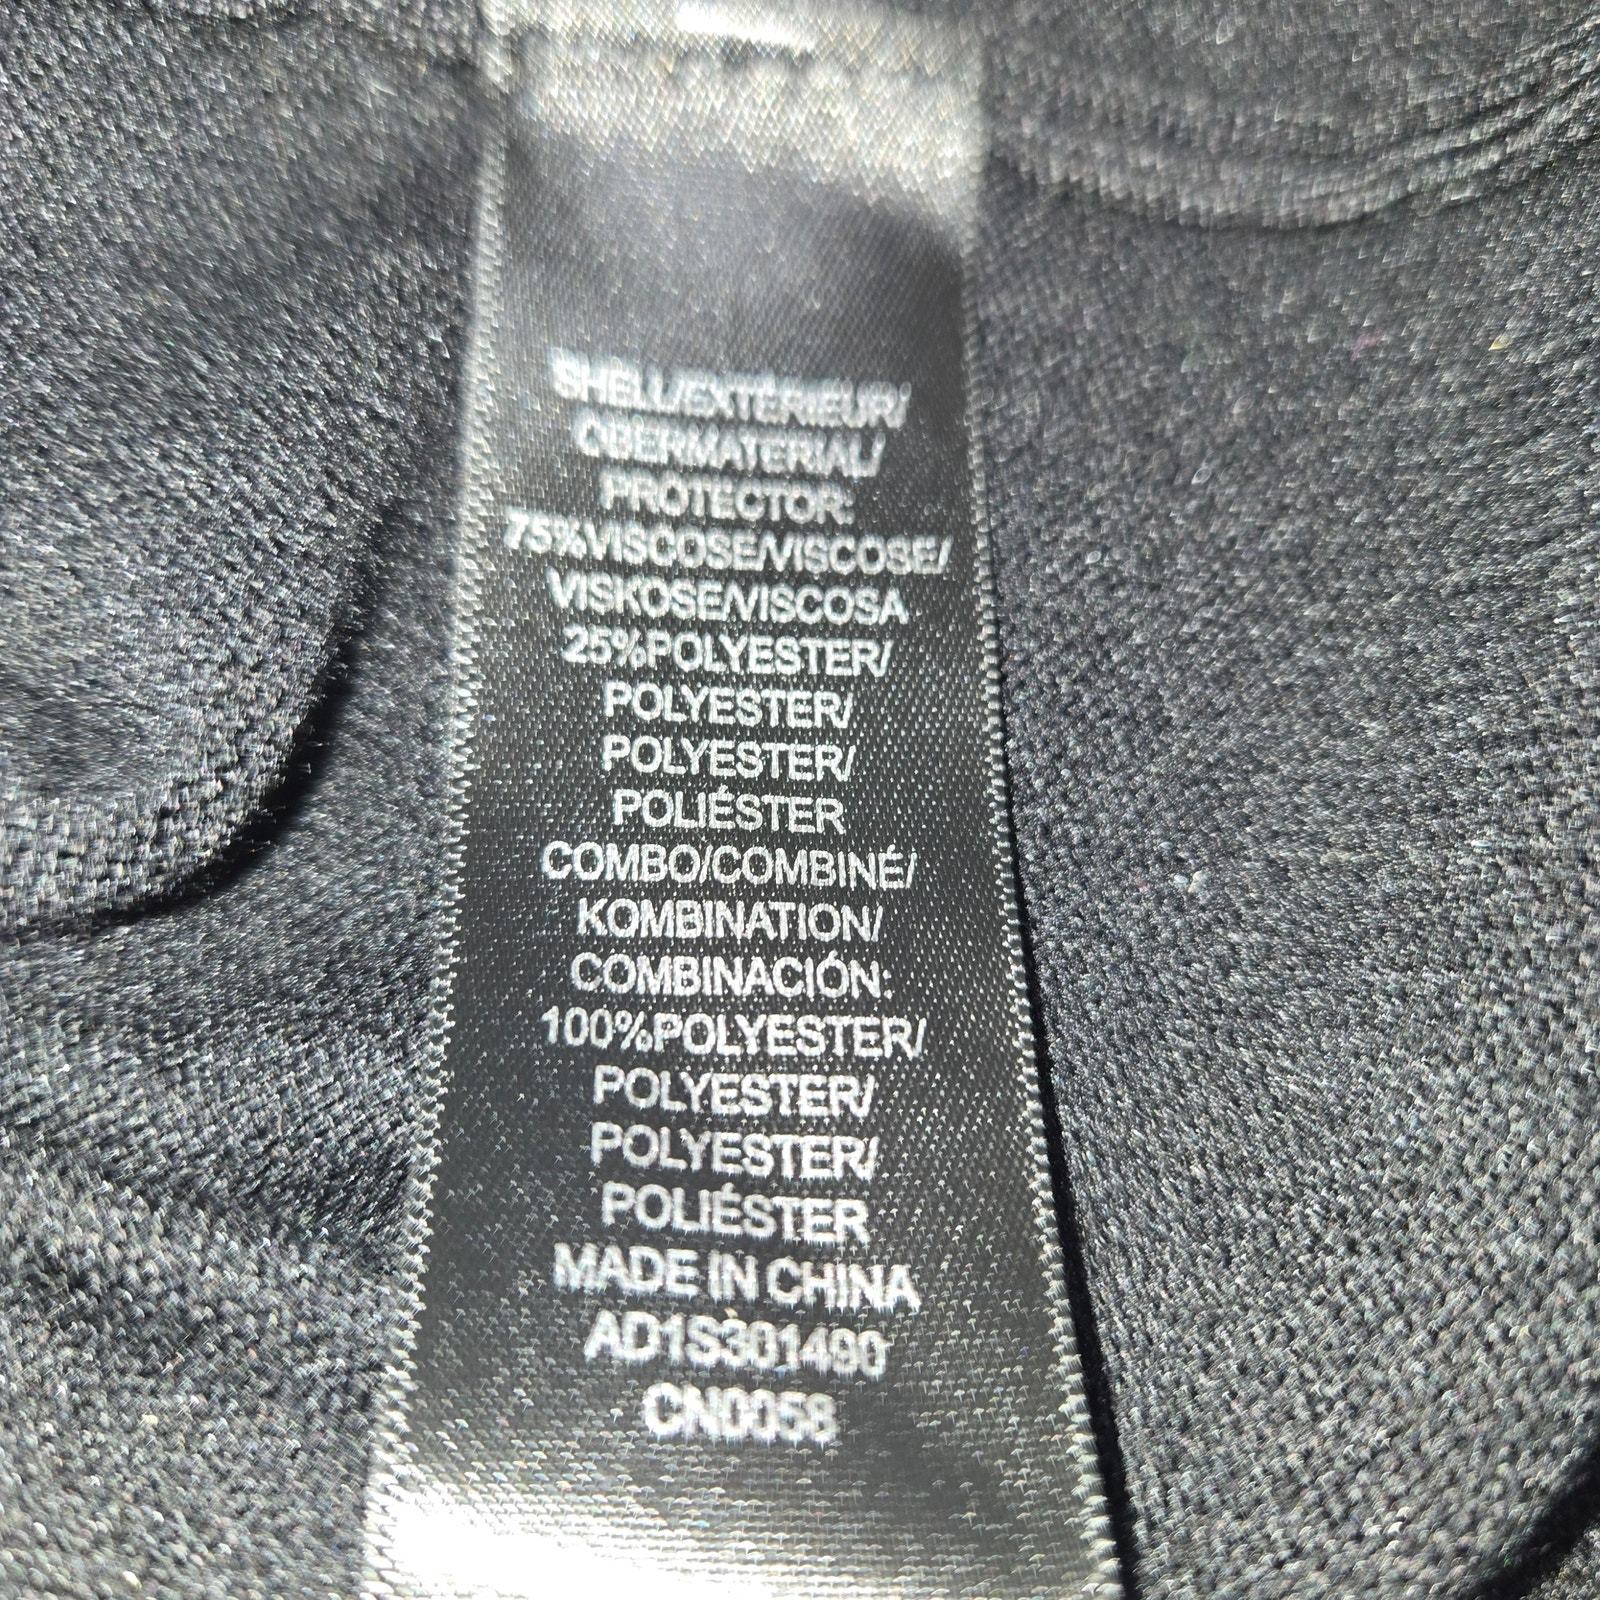 SHELL/EXTÉRIEUR/
OBERMATERIAL/
PROTECTOR:
75%VISCOSE/VISCOSE/
VISKOSE/VISCOSA
25%POLYESTER/
POLYESTER/
POLYESTER/
POLIÉSTER
COMBO/COMBINÉ/
KOMBINATION/
COMBINACIÓN:
100%POLYESTER/
POLYESTER/
POLYESTER/
POLIÉSTER
MADE IN CHINA
AD1S301490
CN0058